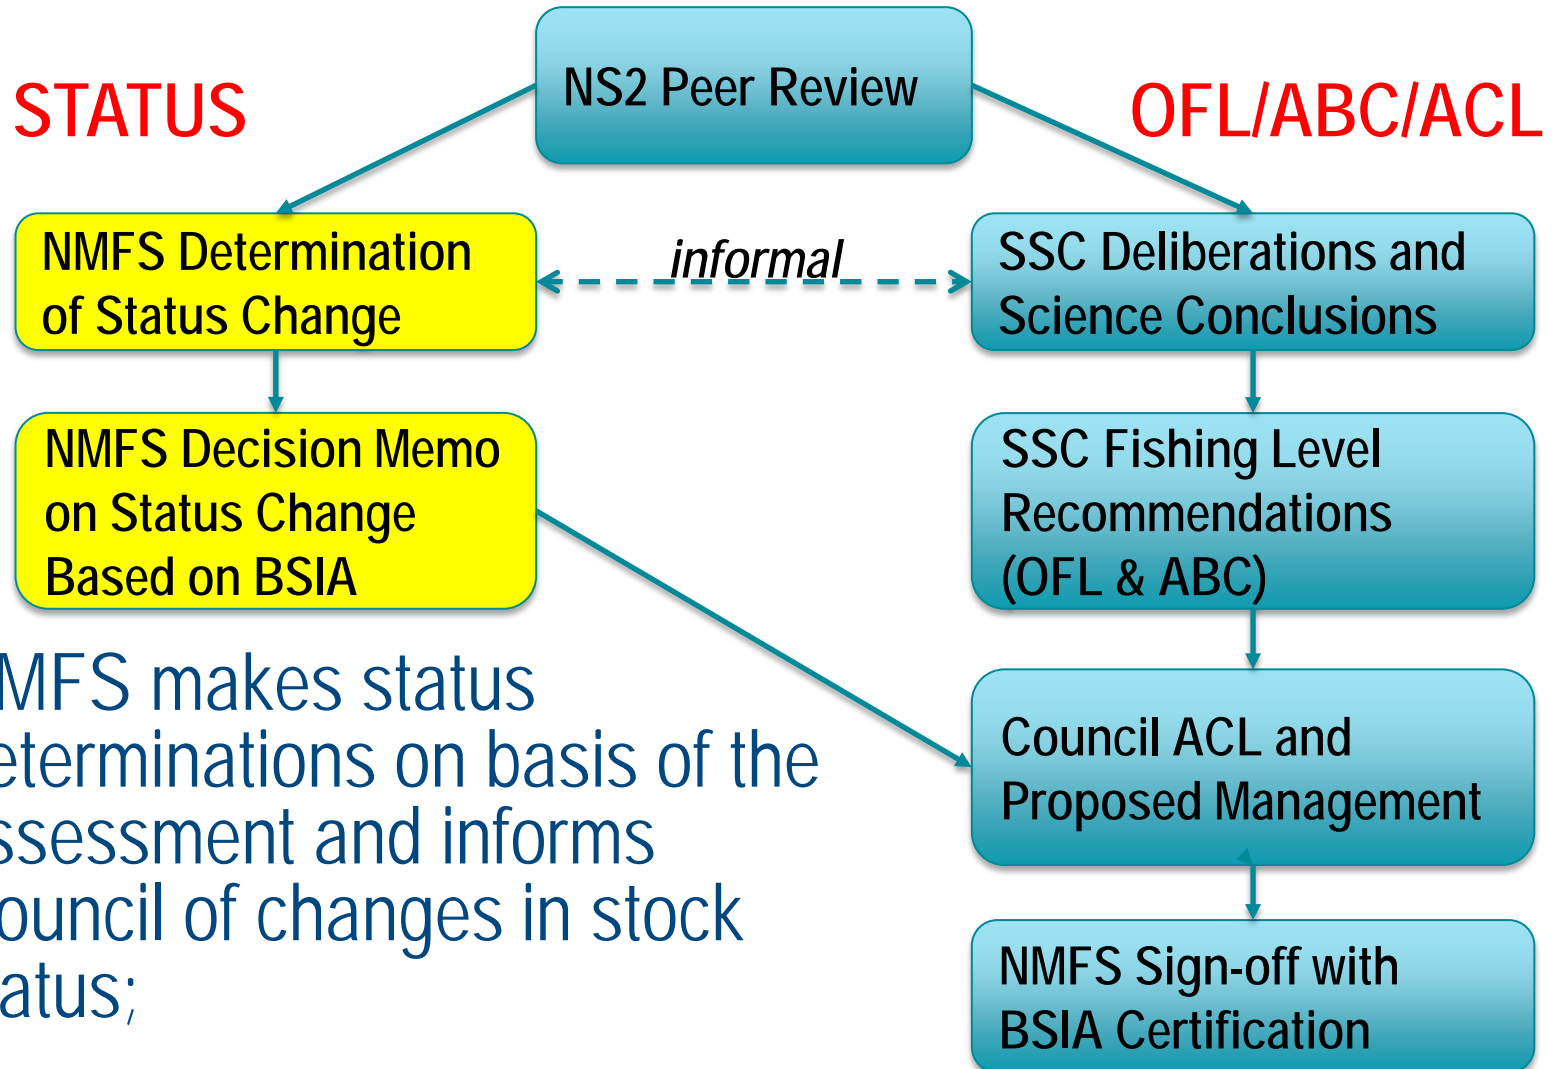 NS2 Peer Review
STATUS
OFL/ABC/ACL
NMFS Determination
of Status Change
informal
SSC Deliberations and
Science Conclusions
NMFS Decision Memo
on Status Change
Based on BSIA
SSC Fishing Level
Recommendations
(OFL & ABC)
MFS makes status
eterminations on basis of the
ssessment and informs
ouncil of changes in stock
atus;
Council ACL and
Proposed Management
NMFS Sign-off with
BSIA Certification